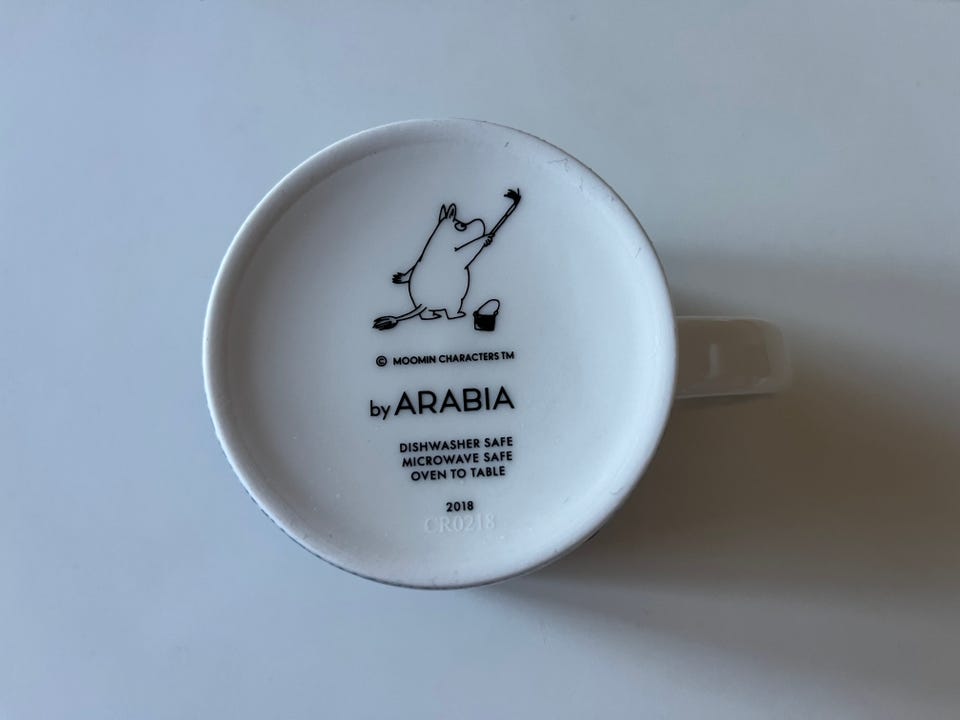 © MOOMIN CHARACTERS TM
by ARABIA
DISHWASHER SAFE
MICROWAVE SAFE
OVEN TO TABLE
2018
CR0218